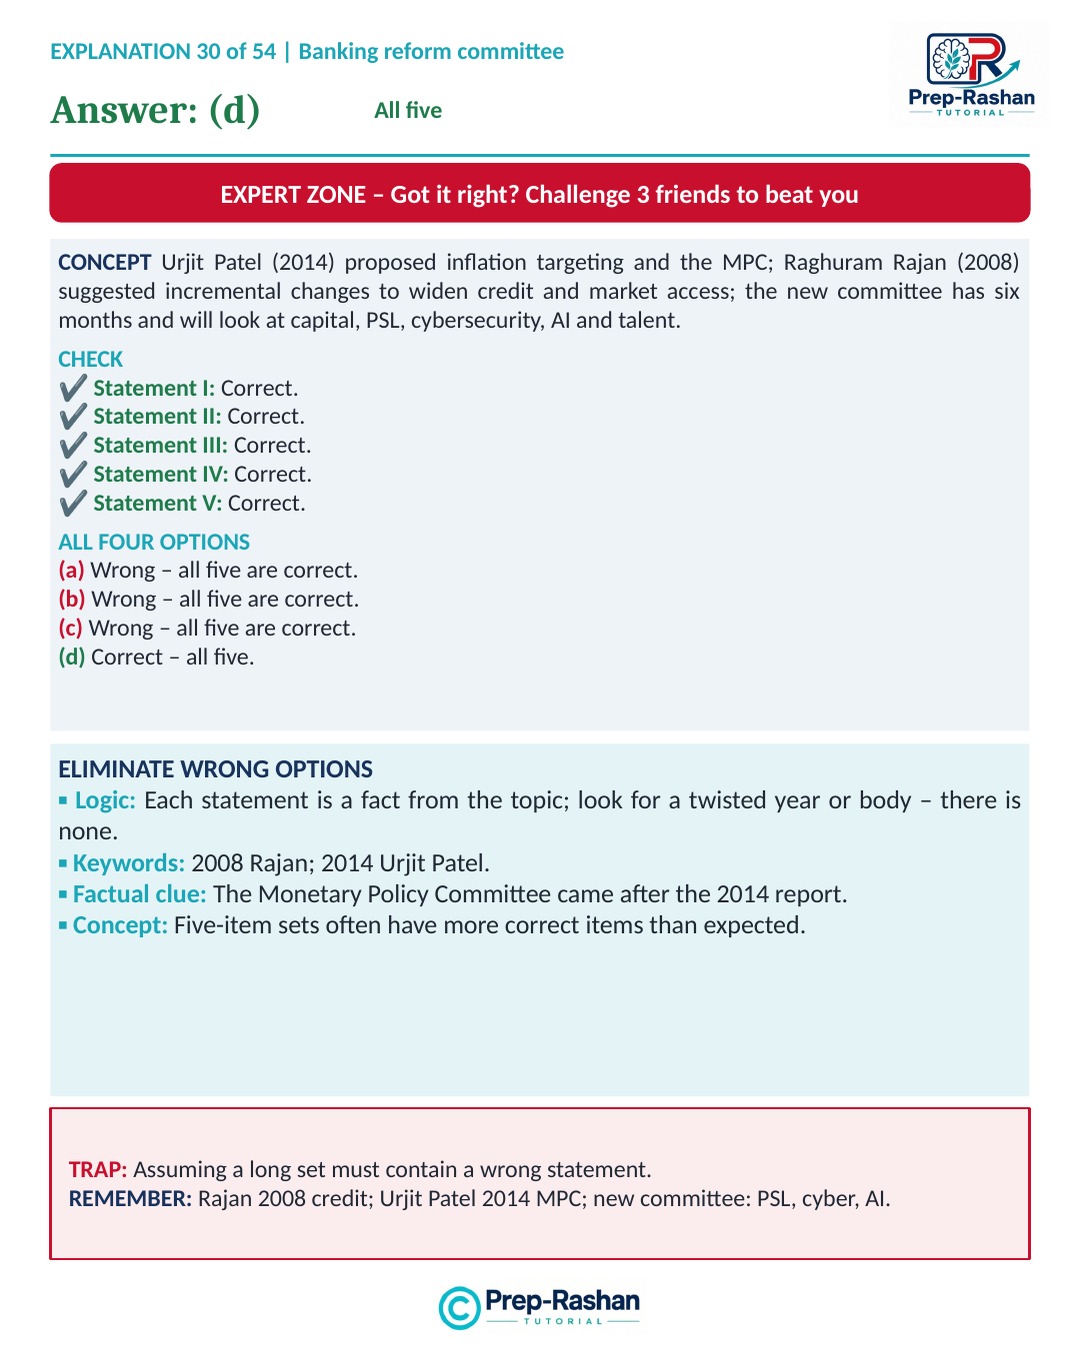 EXPLANATION 30 of 54 | Banking reform committee
Prep-Rashan
TUTORIAL
Answer: (d) All five
EXPERT ZONE – Got it right? Challenge 3 friends to beat you
CONCEPT Urjit Patel (2014) proposed inflation targeting and the MPC; Raghuram Rajan (2008)
suggested incremental changes to widen credit and market access; the new committee has six
months and will look at capital, PSL, cybersecurity, AI and talent.
CHECK
✔ Statement I: Correct.
✔ Statement II: Correct.
✔ Statement III: Correct.
✔ Statement IV: Correct.
✔ Statement V: Correct.
ALL FOUR OPTIONS
(a) Wrong – all five are correct.
(b) Wrong – all five are correct.
(c) Wrong – all five are correct.
(d) Correct – all five.
ELIMINATE WRONG OPTIONS
▪ Logic: Each statement is a fact from the topic; look for a twisted year or body – there is
none.
▪ Keywords: 2008 Rajan; 2014 Urjit Patel.
▪ Factual clue: The Monetary Policy Committee came after the 2014 report.
▪ Concept: Five-item sets often have more correct items than expected.
TRAP: Assuming a long set must contain a wrong statement.
REMEMBER: Rajan 2008 credit; Urjit Patel 2014 MPC; new committee: PSL, cyber, AI.
© Prep-Rashan
TUTORIAL